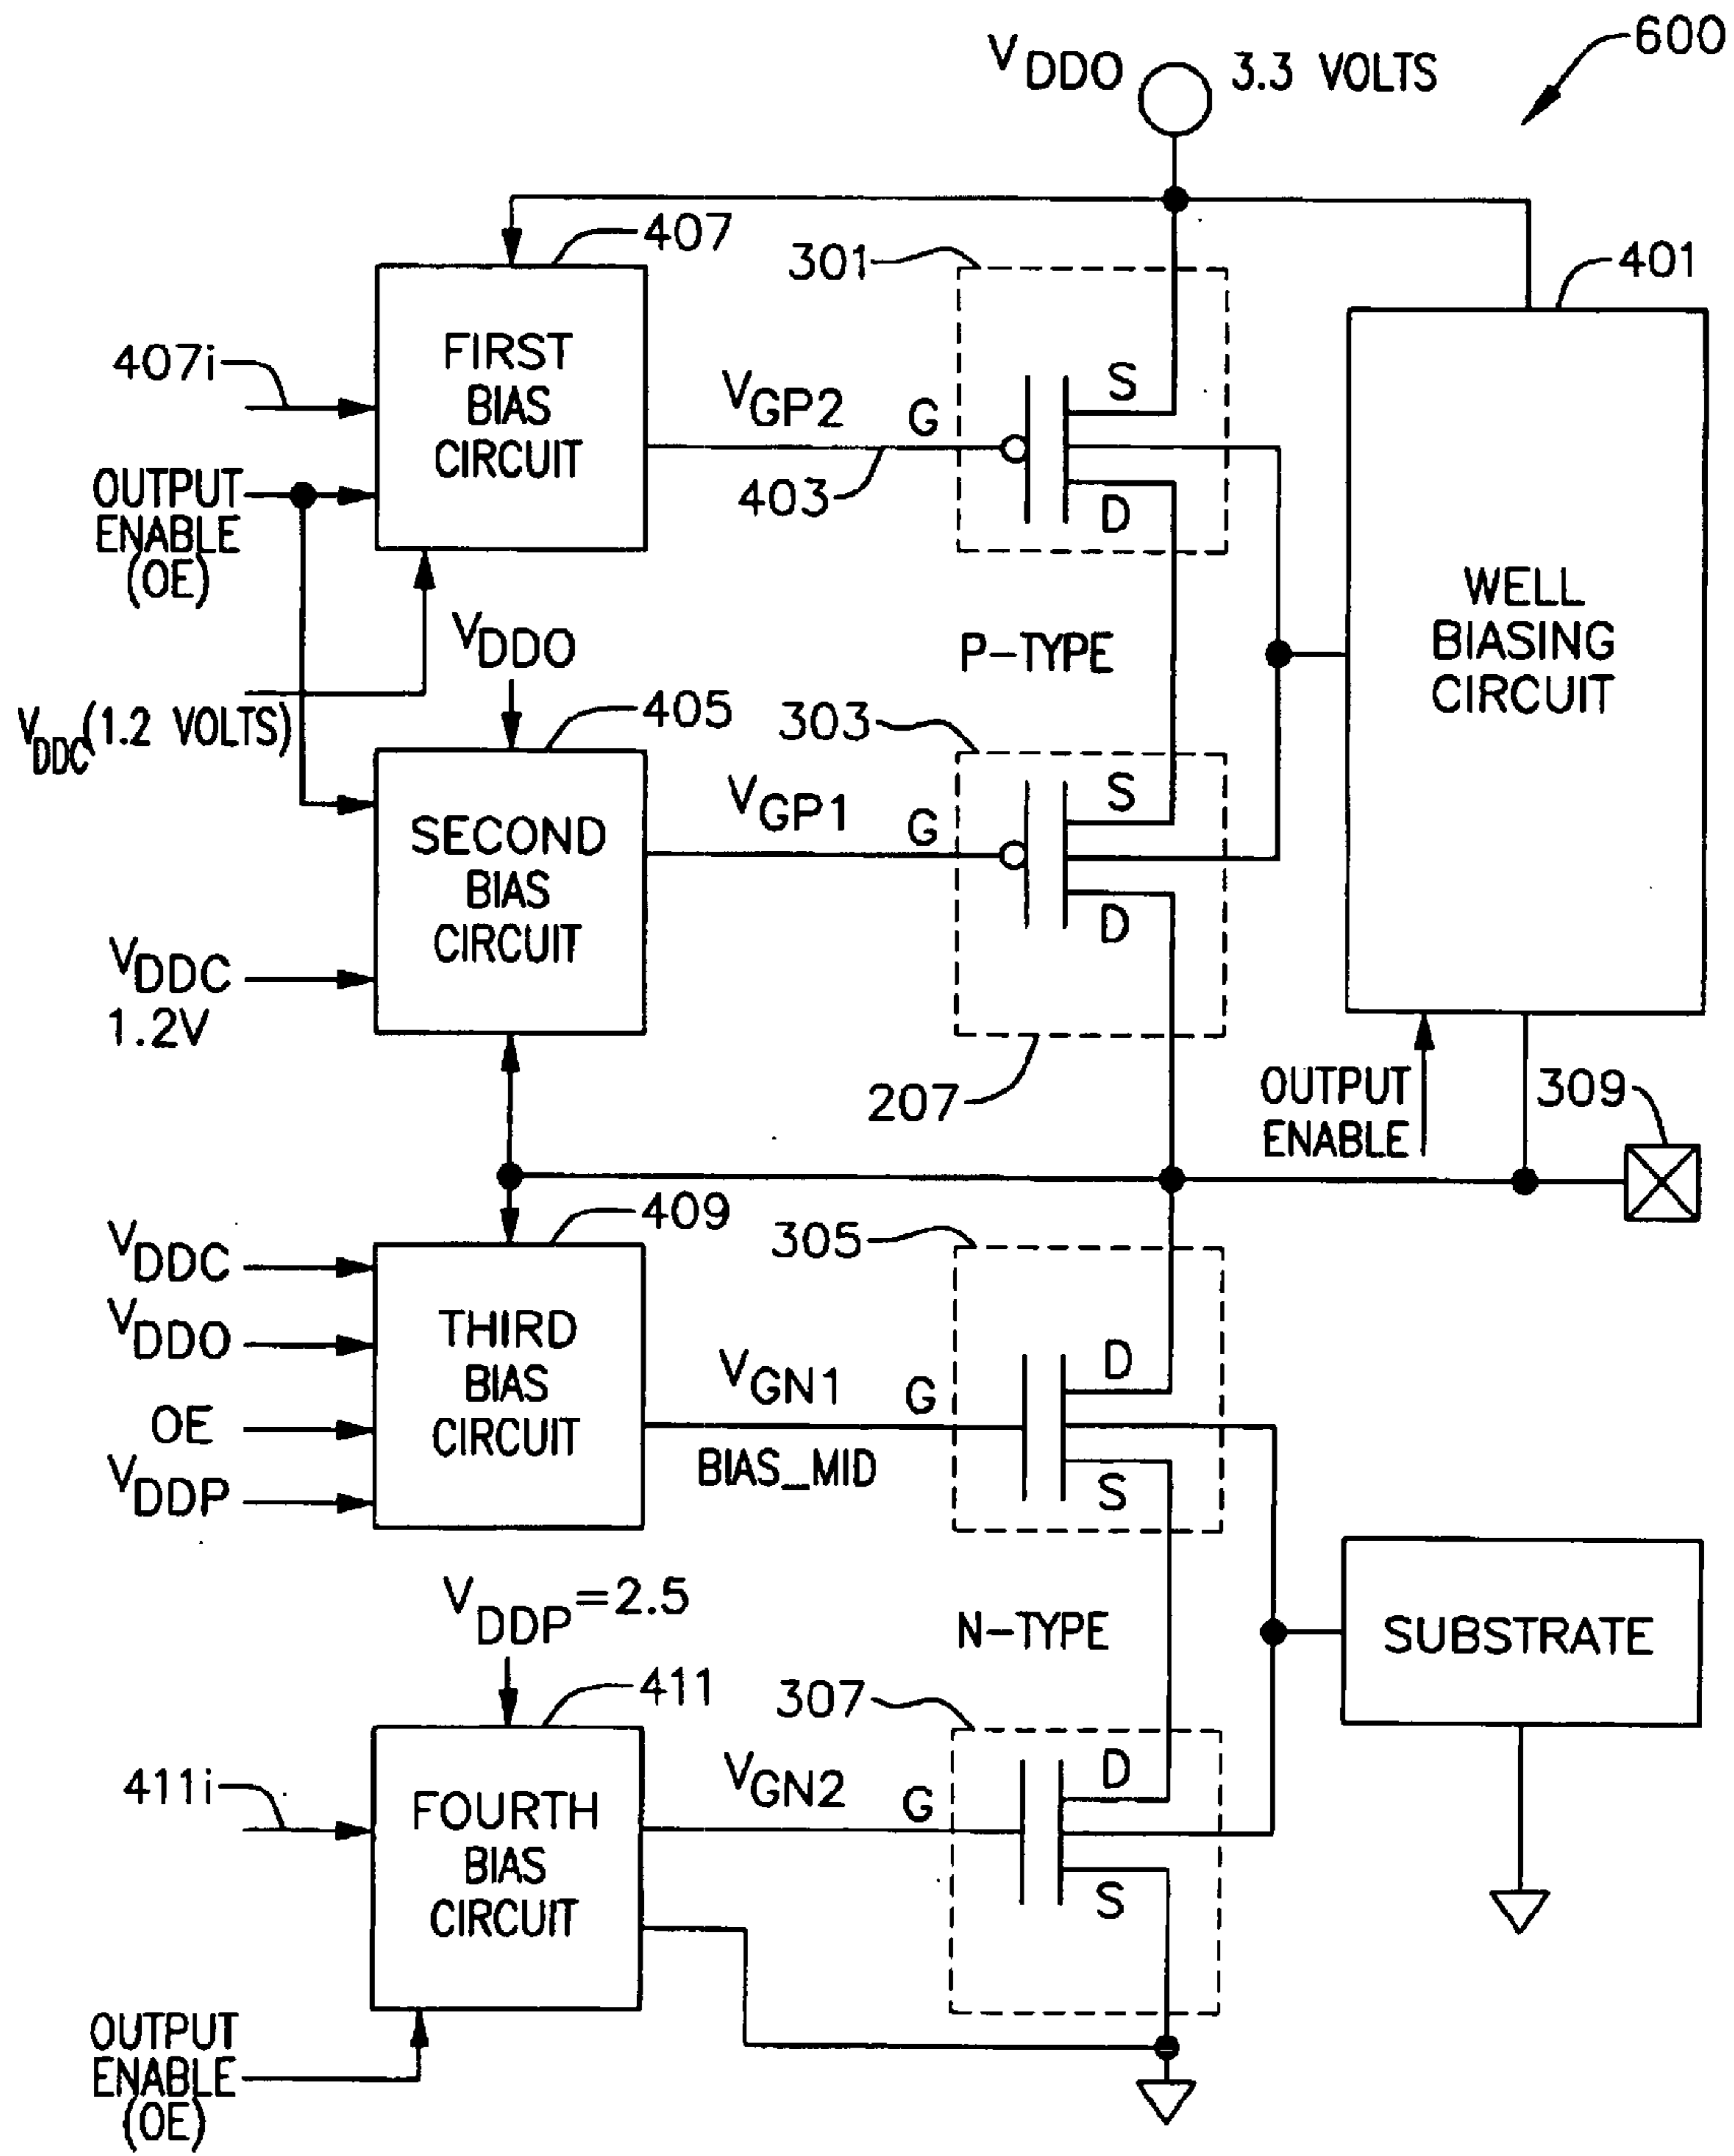 600
VDDO 3.3 VOLTS
407
301
401
FIRST
BIAS
CIRCUIT
407i
VGP2
G
S
D
403
OUTPUT
ENABLE
(OE)
WELL
BIASING
CIRCUIT
VDDO
P-TYPE
VDDC(1.2 VOLTS)
405
303
SECOND
BIAS
CIRCUIT
VGP1
G
S
D
VDDC
1.2V
207
OUTPUT
ENABLE
309
409
305
VDDC
VDDO
OE
VDDP
THIRD
BIAS
CIRCUIT
VGN1
BIAS_MID
G
D
S
VDDP=2.5
N-TYPE
SUBSTRATE
411
307
411i
FOURTH
BIAS
CIRCUIT
VGN2
G
D
S
OUTPUT
ENABLE
(OE)